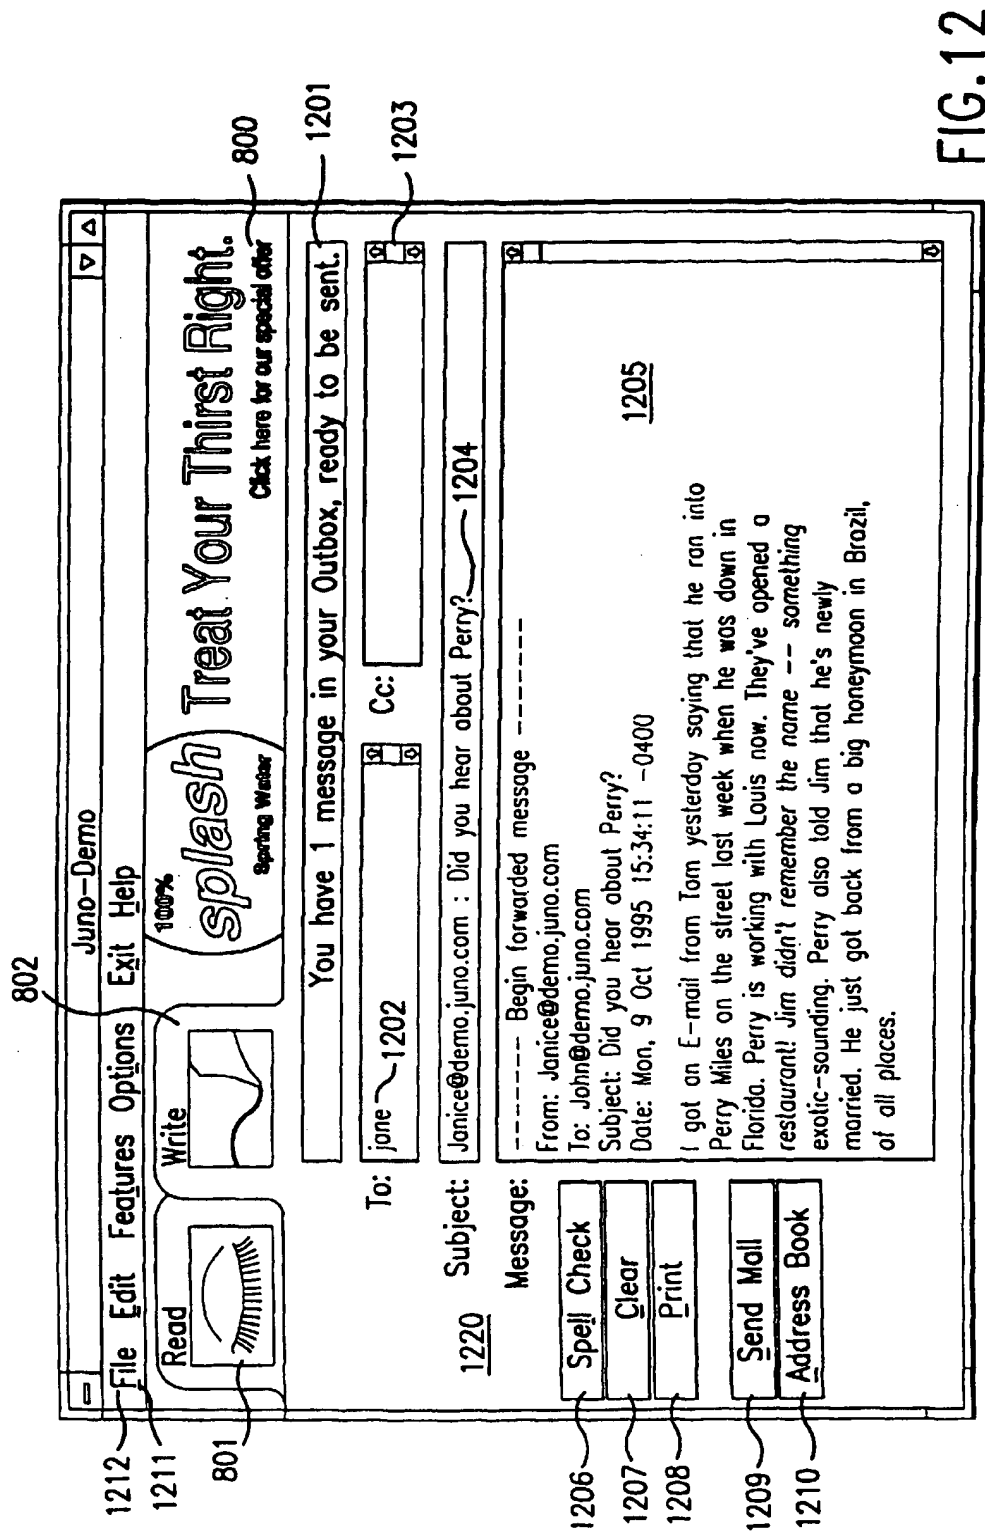 802
Juno-Demo
1212
File Edit Features Options Exit Help
1211
Read
Write
801
100%
splash
Spring Water
Treat Your Thirst Right.
Click here for our special offer
800
You have 1 message in your Outbox, ready to be sent.
1201
To:
jane
1202
Cc:
1203
1220
Subject:
Janice@demo.juno.com : Did you hear about Perry?
1204
Message:
------ Begin forwarded message -------
From: Janice@demo.juno.com
To: John@demo.juno.com
Subject: Did you hear about Perry?
Date: Mon, 9 Oct 1995 15:34:11 -0400
I got an E-mail from Tom yesterday saying that he ran into
Perry Miles on the street last week when he was down in
Florida. Perry is working with Louis now. They've opened a
restaurant! Jim didn't remember the name -- something
exotic-sounding. Perry also told Jim that he's newly
married. He just got back from a big honeymoon in Brazil,
of all places.
1205
1206
Spell Check
1207
Clear
1208
Print
1209
Send Mail
1210
Address Book
FIG.12